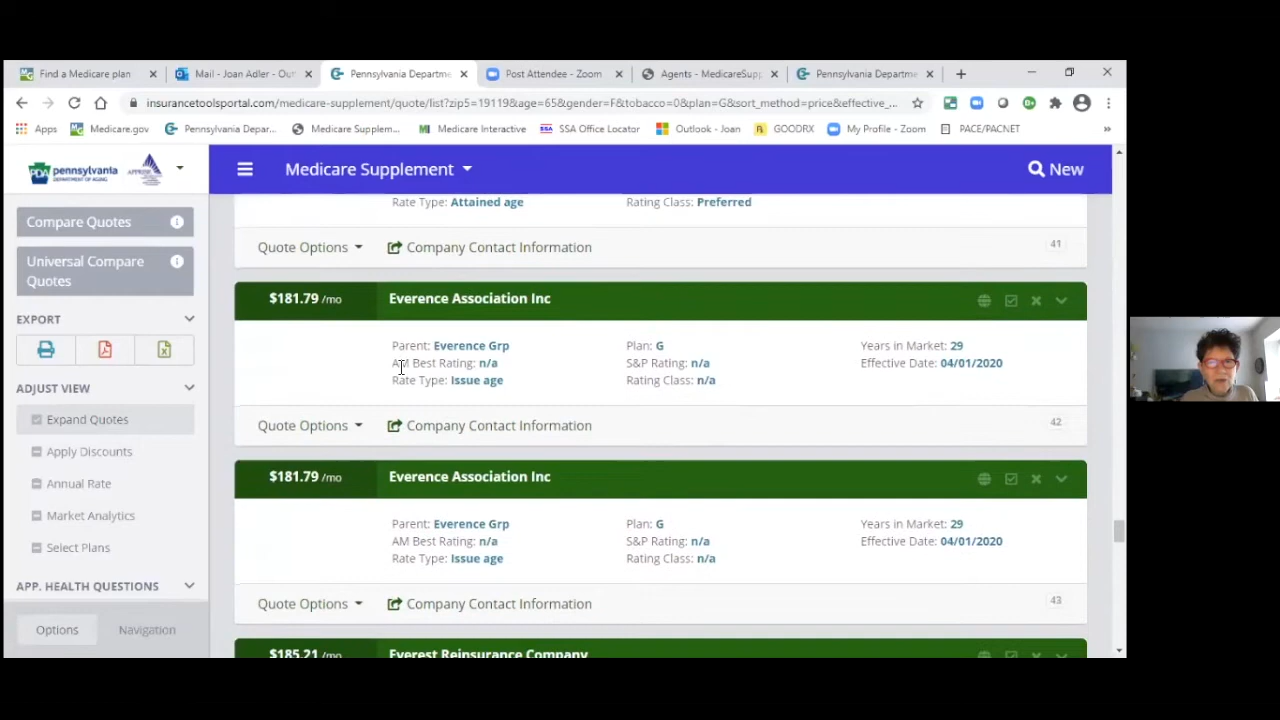 Find a Medicare plan
Mail - Joan Adler - Out
Pennsylvania Departme
Post Attendee - Zoom
Agents - MedicareSupp
Pennsylvania Departme
insurancetoolsportal.com/medicare-supplement/quote/list?zip5=19119&age=65&gender=F&tobacco=0&plan=G&sort_method=price&effective_...
Apps
Medicare.gov
Pennsylvania Depar...
Medicare Supplem...
Medicare Interactive
SSA Office Locator
Outlook - Joan
GOODRX
My Profile - Zoom
PACE/PACNET
pennsylvania
DEPARTMENT OF AGING
APPRISE
Medicare Supplement
New
Compare Quotes
Universal Compare
Quotes
EXPORT
ADJUST VIEW
Expand Quotes
Apply Discounts
Annual Rate
Market Analytics
Select Plans
APP. HEALTH QUESTIONS
Options
Navigation
Rate Type: Attained age
Rating Class: Preferred
Quote Options
Company Contact Information
41
$181.79 /mo
Everence Association Inc
Parent: Everence Grp
Plan: G
Years in Market: 29
AM Best Rating: n/a
S&P Rating: n/a
Effective Date: 04/01/2020
Rate Type: Issue age
Rating Class: n/a
Quote Options
Company Contact Information
42
$181.79 /mo
Everence Association Inc
Parent: Everence Grp
Plan: G
Years in Market: 29
AM Best Rating: n/a
S&P Rating: n/a
Effective Date: 04/01/2020
Rate Type: Issue age
Rating Class: n/a
Quote Options
Company Contact Information
43
$185.21 /mo
Everest Reinsurance Company